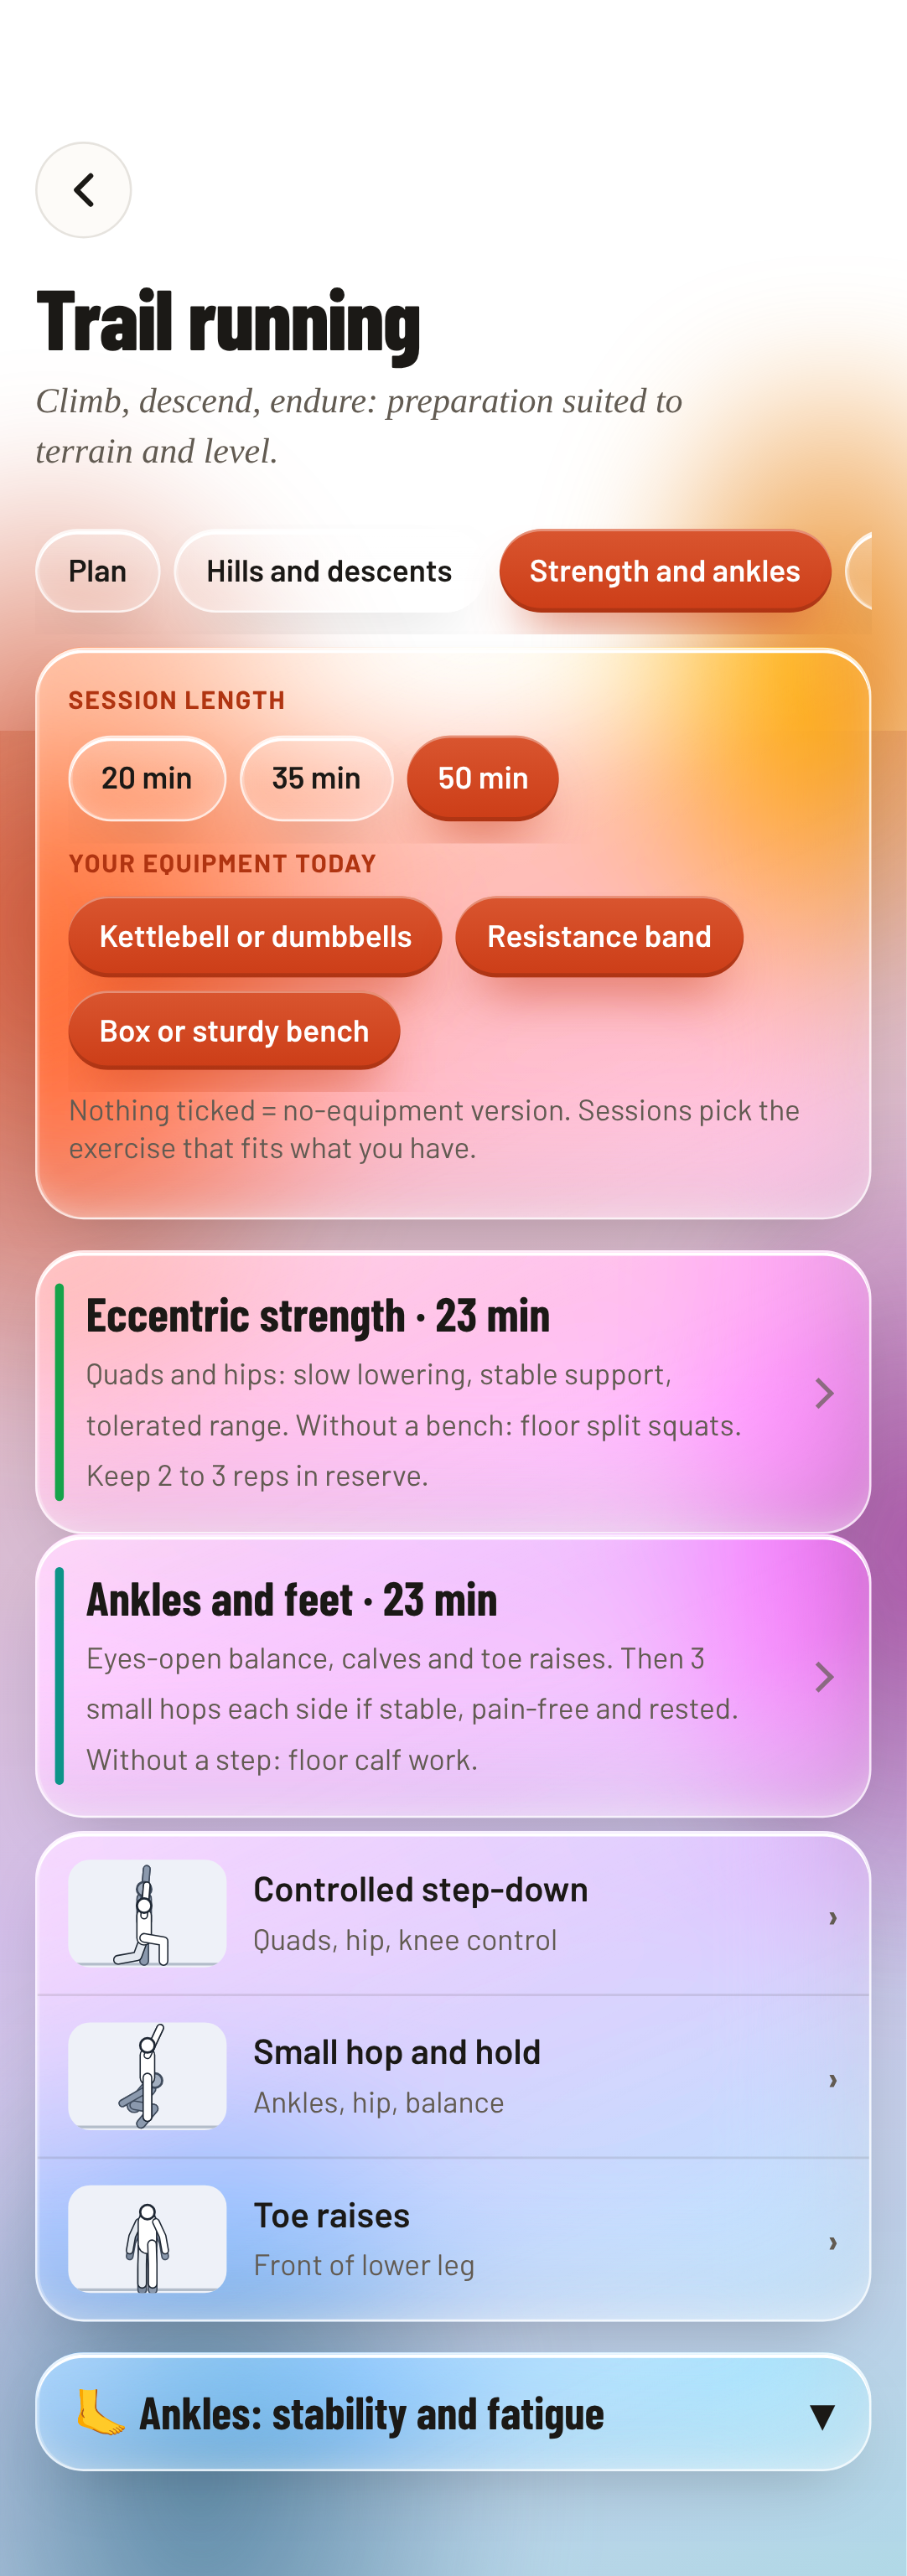 Trail running
Climb, descend, endure: preparation suited to
terrain and level.
Plan
Hills and descents
Strength and ankles
SESSION LENGTH
20 min
35 min
50 min
YOUR EQUIPMENT TODAY
Kettlebell or dumbbells
Resistance band
Box or sturdy bench
Nothing ticked = no-equipment version. Sessions pick the
exercise that fits what you have.
Eccentric strength · 23 min
Quads and hips: slow lowering, stable support,
tolerated range. Without a bench: floor split squats.
Keep 2 to 3 reps in reserve.
Ankles and feet · 23 min
Eyes-open balance, calves and toe raises. Then 3
small hops each side if stable, pain-free and rested.
Without a step: floor calf work.
Controlled step-down
Quads, hip, knee control
Small hop and hold
Ankles, hip, balance
Toe raises
Front of lower leg
🦶 Ankles: stability and fatigue